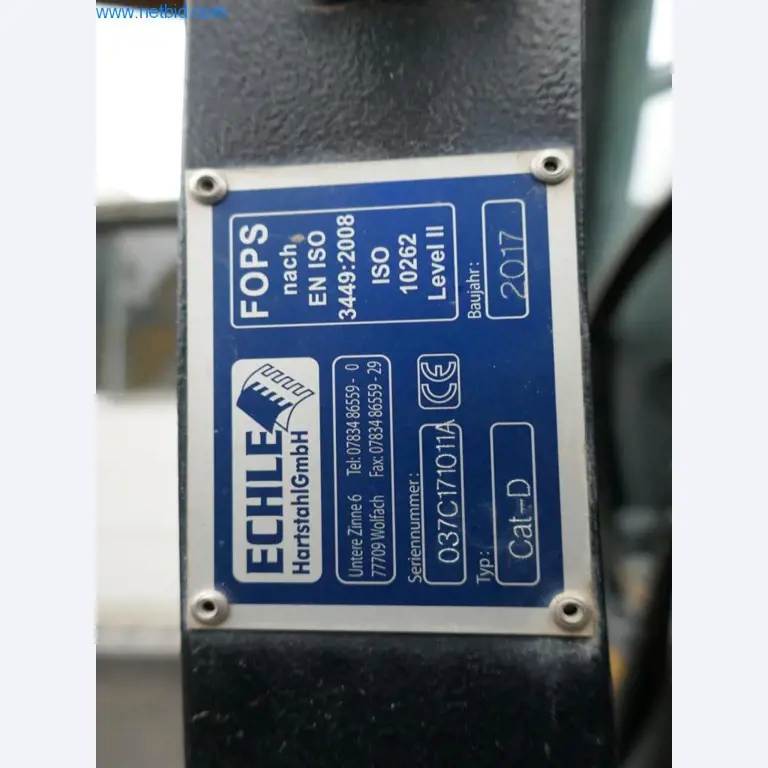 www.netbid.com
ECHLE
HartstahlGmbH
FOPS
nach
EN ISO
3449:2008
ISO
10262
Level II
Untere Zinne 6 Tel: 07834 86559 - 0
77709 Wolfach Fax: 07834 86559 - 29
CE
Seriennummer:
037C171011A
Baujahr:
2017
Typ:
Cat-D